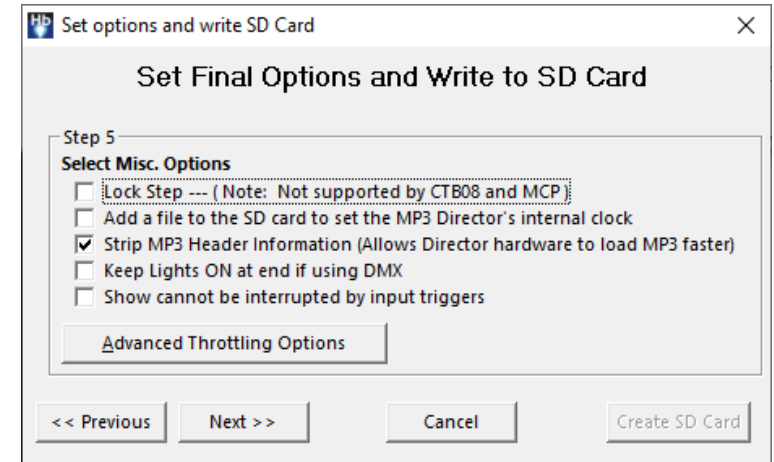 Hb Set options and write SD Card
Set Final Options and Write to SD Card
Step 5
Select Misc. Options
Lock Step --- ( Note: Not supported by CTB08 and MCP)
Add a file to the SD card to set the MP3 Director's internal clock
Strip MP3 Header Information (Allows Director hardware to load MP3 faster)
Keep Lights ON at end if using DMX
Show cannot be interrupted by input triggers
Advanced Throttling Options
<< Previous Next >> Cancel Create SD Card